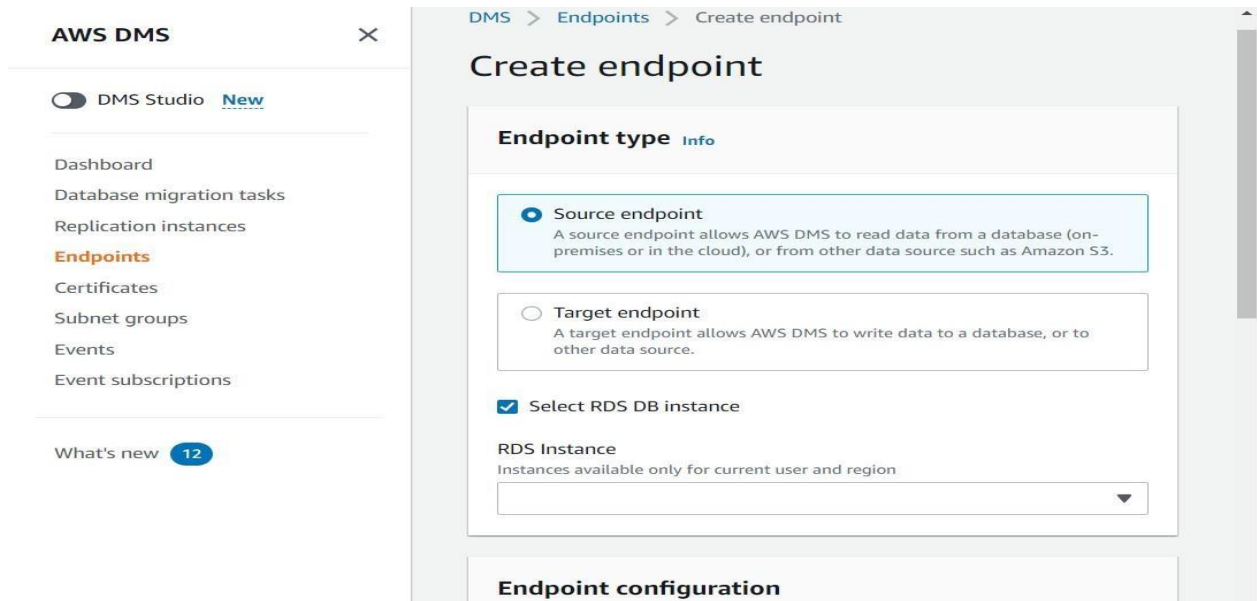 AWS DMS
DMS Studio New
Dashboard
Database migration tasks
Replication instances
Endpoints
Certificates
Subnet groups
Events
Event subscriptions
What's new 12
DMS > Endpoints > Create endpoint
Create endpoint
Endpoint type Info
Source endpoint
A source endpoint allows AWS DMS to read data from a database (on-
premises or in the cloud), or from other data source such as Amazon S3.
Target endpoint
A target endpoint allows AWS DMS to write data to a database, or to
other data source.
Select RDS DB instance
RDS Instance
Instances available only for current user and region
Endpoint configuration